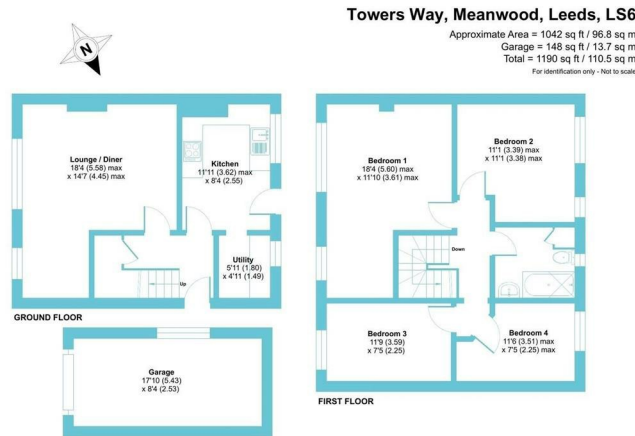 Towers Way, Meanwood, Leeds, LS6
Approximate Area = 1042 sq ft / 96.8 sq m
Garage = 148 sq ft / 13.7 sq m
Total = 1190 sq ft / 110.5 sq m
For identification only - Not to scale
N
Lounge / Diner
18'4 (5.58) max
x 14'7 (4.45) max
Kitchen
11'11 (3.62) max
x 8'4 (2.55)
Utility
5'11 (1.80)
x 4'11 (1.49)
Up
GROUND FLOOR
Garage
17'10 (5.43)
x 8'4 (2.53)
Bedroom 1
18'4 (5.60) max
x 11'10 (3.61) max
Bedroom 2
11'1 (3.39) max
x 11'1 (3.38) max
Down
Bedroom 3
11'9 (3.59)
x 7'5 (2.25)
Bedroom 4
11'6 (3.51) max
x 7'5 (2.25) max
FIRST FLOOR